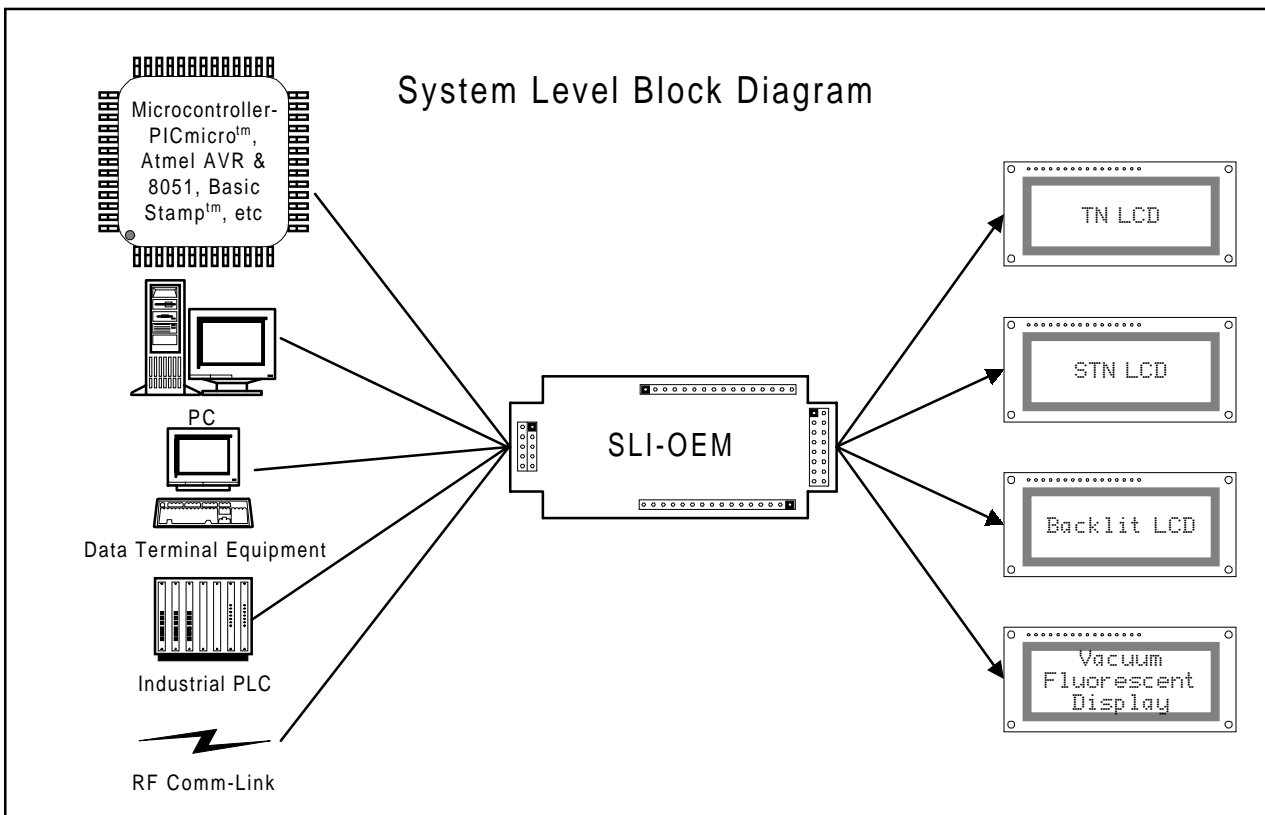 System Level Block Diagram
Microcontroller-
PICmicro™,
Atmel AVR &
8051, Basic
Stamp™, etc
PC
Data Terminal Equipment
Industrial PLC
RF Comm-Link
SLI-OEM
TN LCD
STN LCD
Backlit LCD
Vacuum
Fluorescent
Display